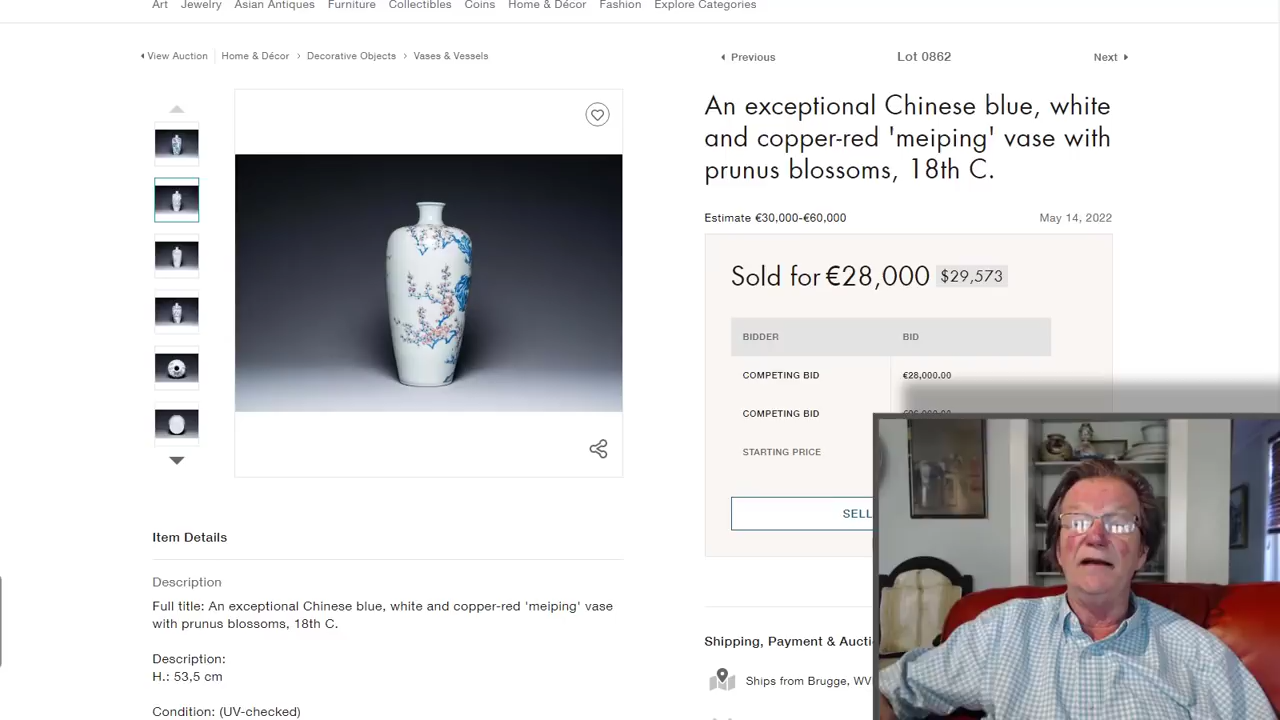 Art Jewelry Asian Antiques Furniture Collectibles Coins Home & Décor Fashion Explore Categories
View Auction Home & Décor › Decorative Objects › Vases & Vessels
Previous Lot 0862 Next
An exceptional Chinese blue, white
and copper-red 'meiping' vase with
prunus blossoms, 18th C.
Estimate €30,000-€60,000 May 14, 2022
Sold for €28,000 $29,573
BIDDER BID
COMPETING BID €28,000.00
COMPETING BID
STARTING PRICE
SELL
Item Details
Description
Full title: An exceptional Chinese blue, white and copper-red 'meiping' vase
with prunus blossoms, 18th C.
Description:
H.: 53,5 cm
Condition: (UV-checked)
Shipping, Payment & Aucti
Ships from Brugge, WV